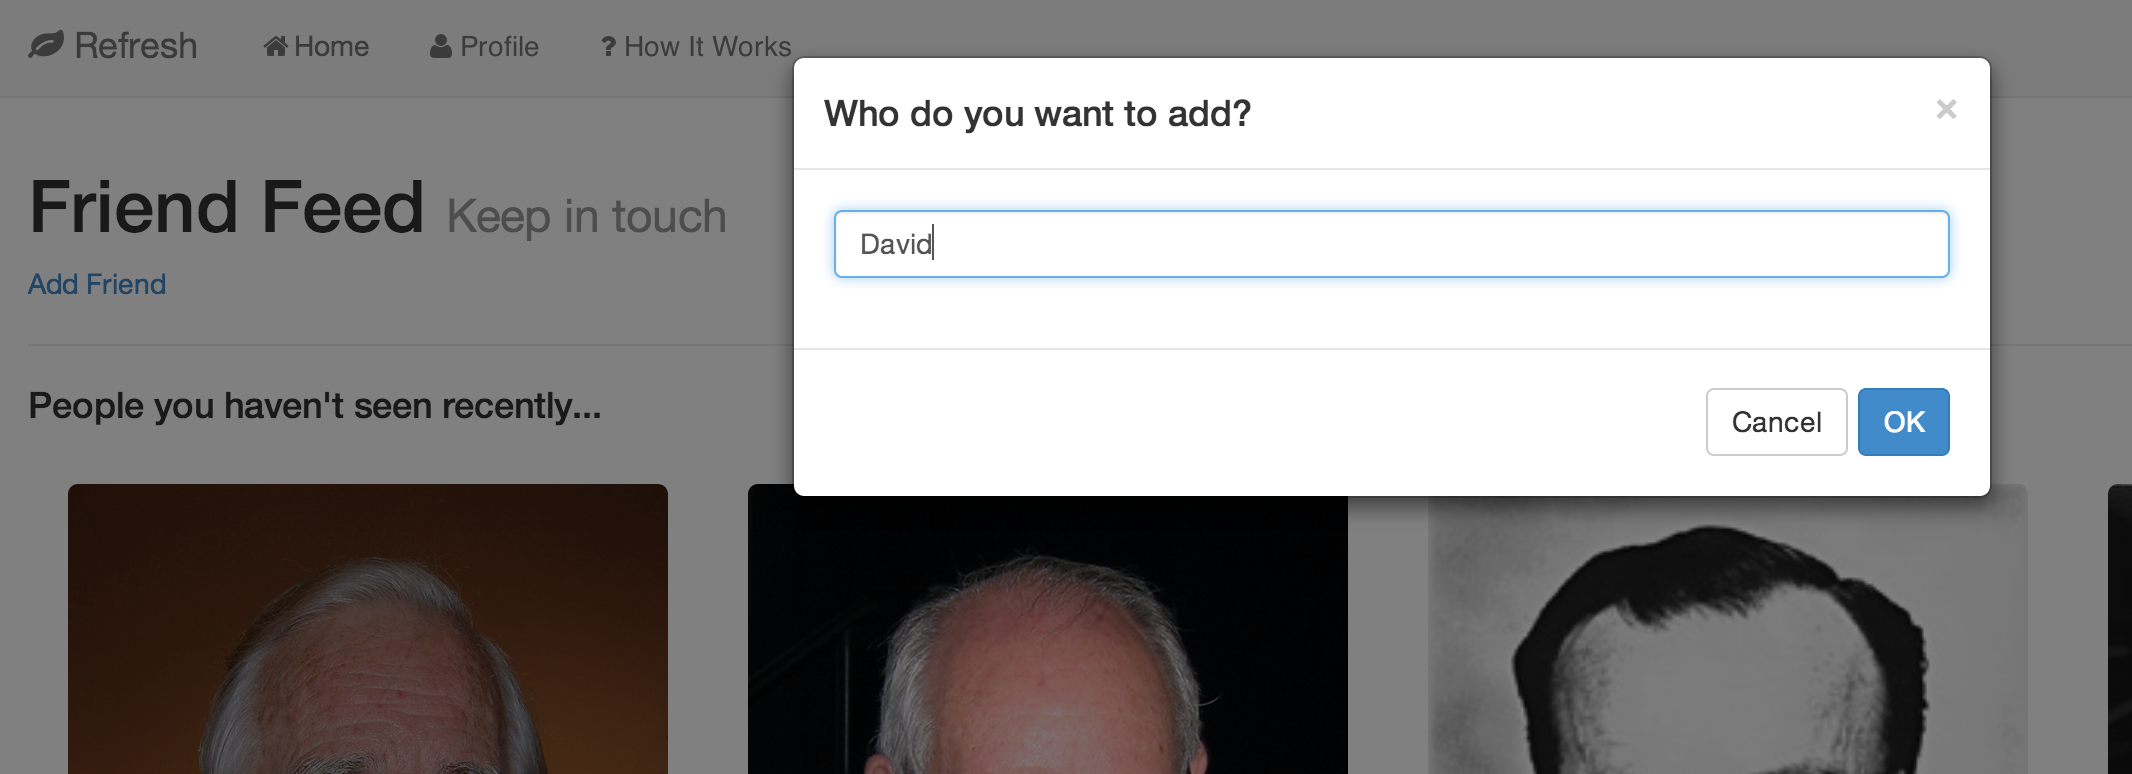 Refresh Home Profile ? How It Works
Who do you want to add? ×
David
Cancel OK
Friend Feed Keep in touch
Add Friend
People you haven't seen recently...